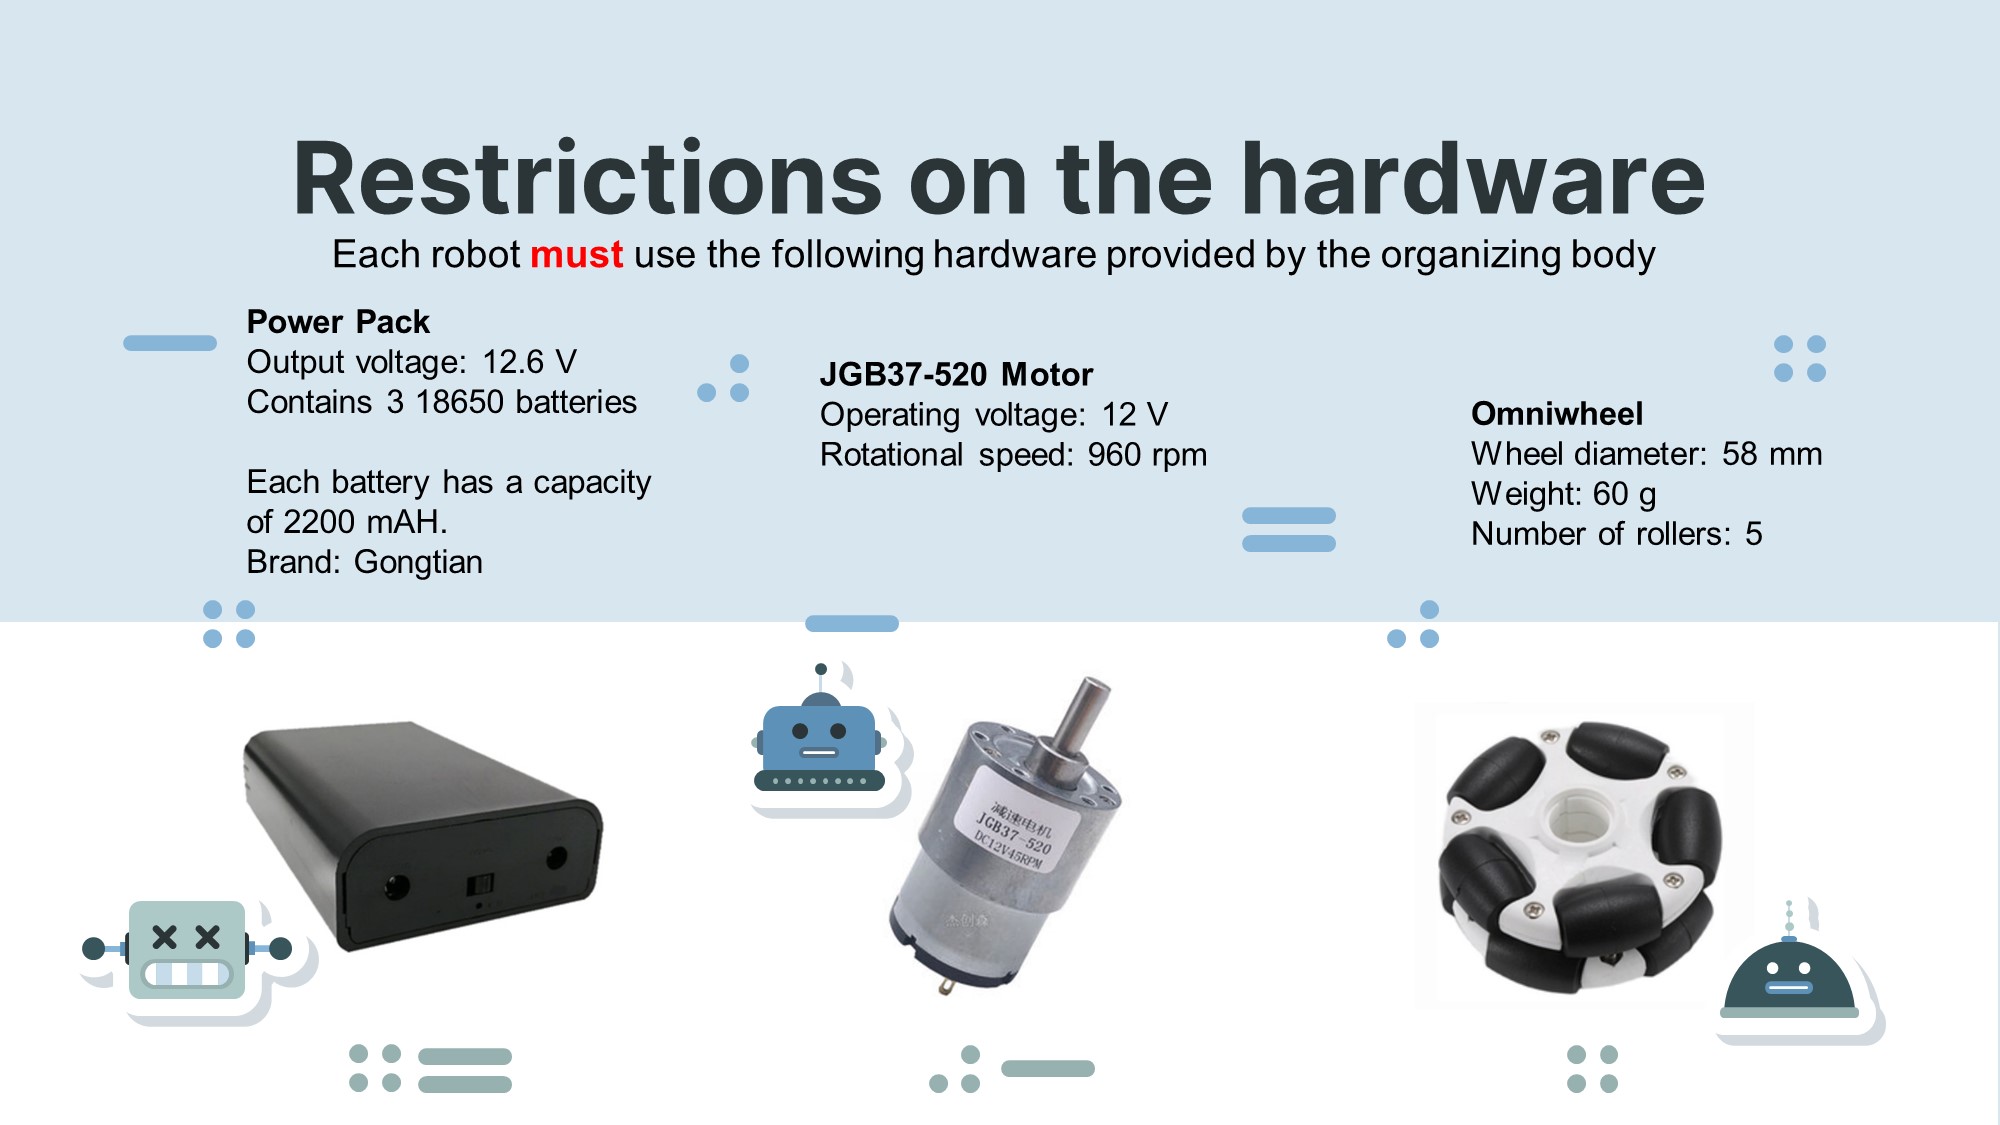 Restrictions on the hardware
Each robot must use the following hardware provided by the organizing body
Power Pack
Output voltage: 12.6 V
Contains 3 18650 batteries
Each battery has a capacity
of 2200 mAH.
Brand: Gongtian
JGB37-520 Motor
Operating voltage: 12 V
Rotational speed: 960 rpm
Omniwheel
Wheel diameter: 58 mm
Weight: 60 g
Number of rollers: 5
减速电机
JGB37-520
DC12V45RPM
杰创鑫